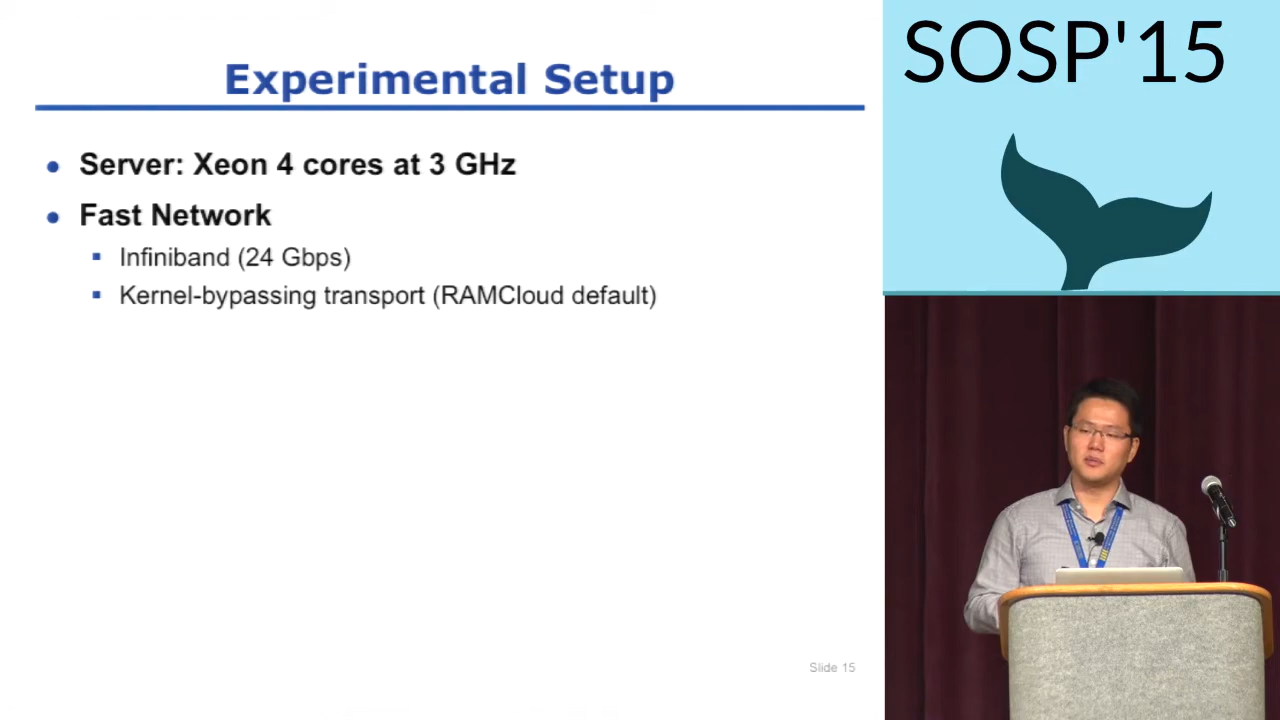 Experimental Setup
Server: Xeon 4 cores at 3 GHz
Fast Network
Infiniband (24 Gbps)
Kernel-bypassing transport (RAMCloud default)
Slide 15
SOSP'15